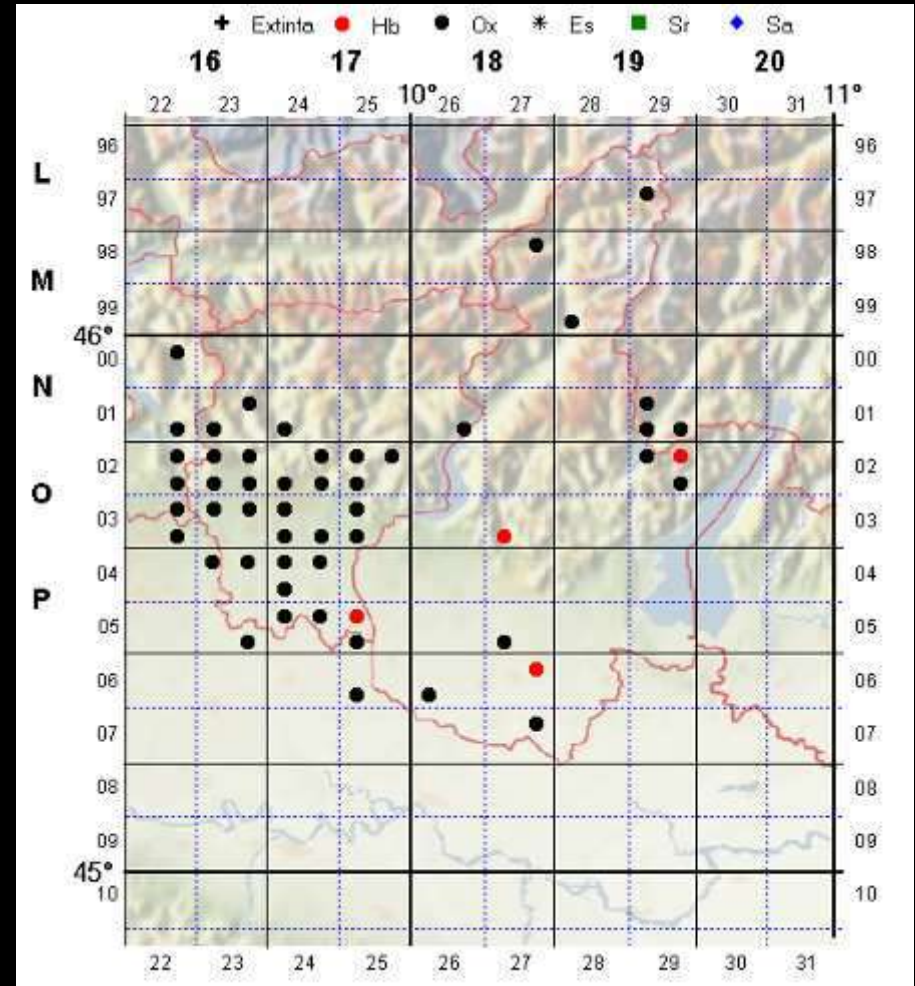 ✚ Extinta ● Hb ● Ox ✳ Es ■ Sr ◆ Sa
16 17 18 19 20
22 23 24 25 10° 26 27 28 29 30 31 11°
96 96
L
97 97
98 98
M
99 99
46°
00 00
N
01 01
02 02
O
03 03
04 04
P
05 05
06 06
07 07
08 08
09 09
45°
10 10
22 23 24 25 26 27 28 29 30 31